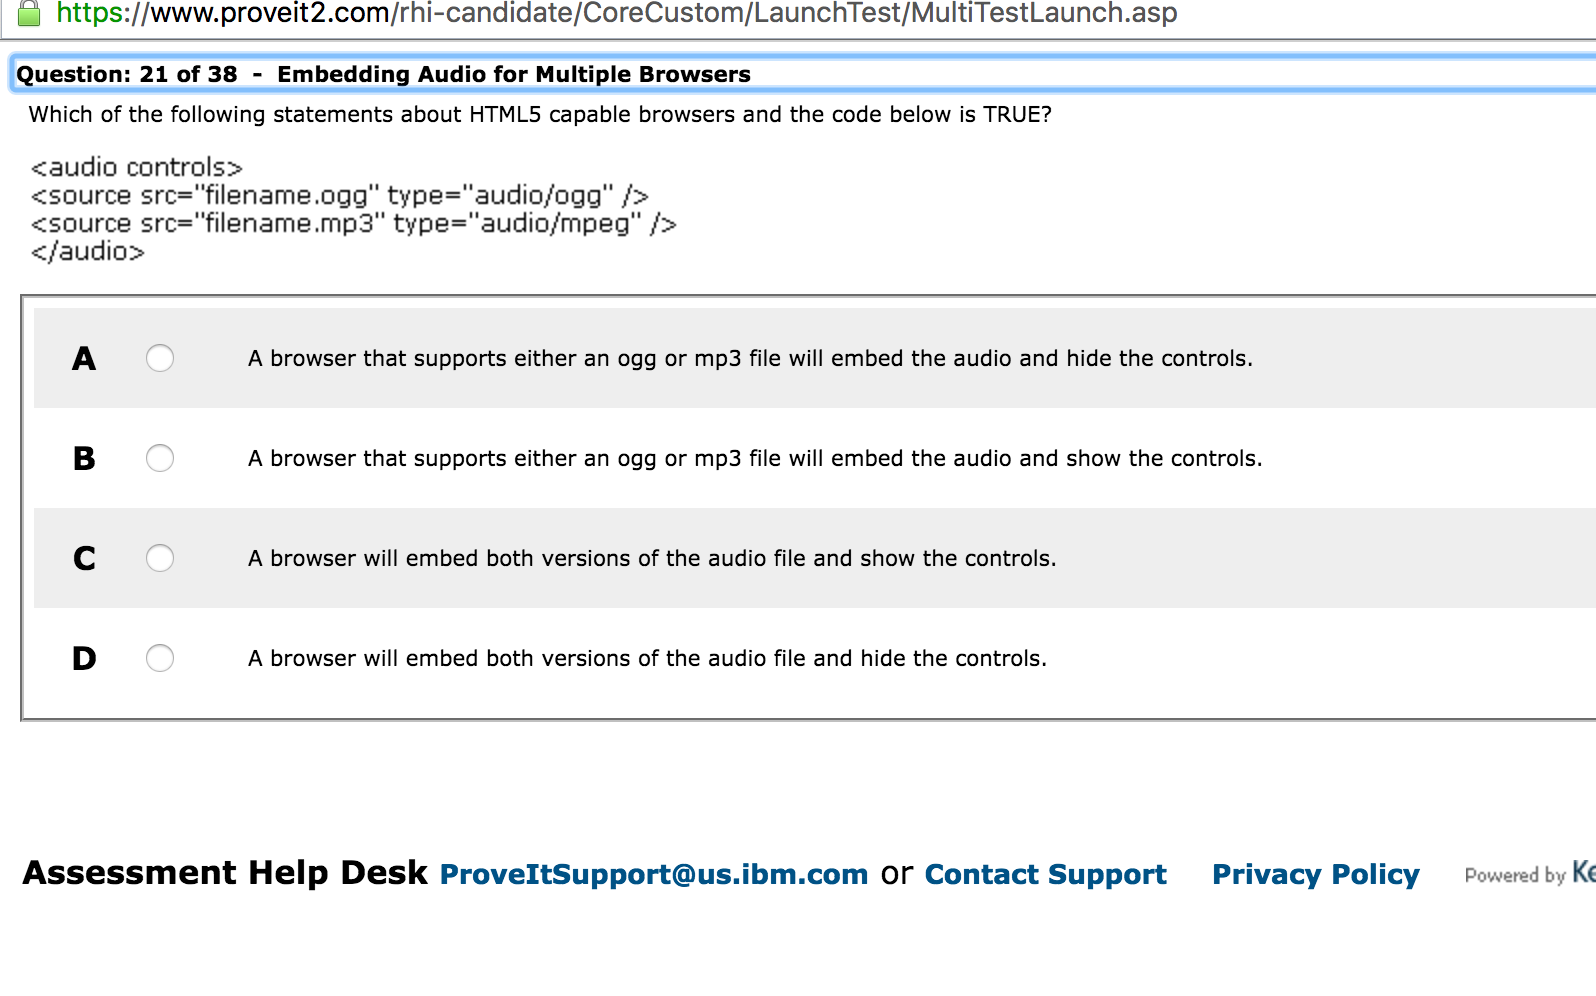 https://www.proveit2.com/rhi-candidate/CoreCustom/LaunchTest/MultiTestLaunch.asp
Question: 21 of 38 - Embedding Audio for Multiple Browsers
Which of the following statements about HTML5 capable browsers and the code below is TRUE?
<audio controls>
<source src="filename.ogg" type="audio/ogg" />
<source src="filename.mp3" type="audio/mpeg" />
</audio>
A A browser that supports either an ogg or mp3 file will embed the audio and hide the controls.
B A browser that supports either an ogg or mp3 file will embed the audio and show the controls.
C A browser will embed both versions of the audio file and show the controls.
D A browser will embed both versions of the audio file and hide the controls.
Assessment Help Desk ProveItSupport@us.ibm.com or Contact Support Privacy Policy Powered by